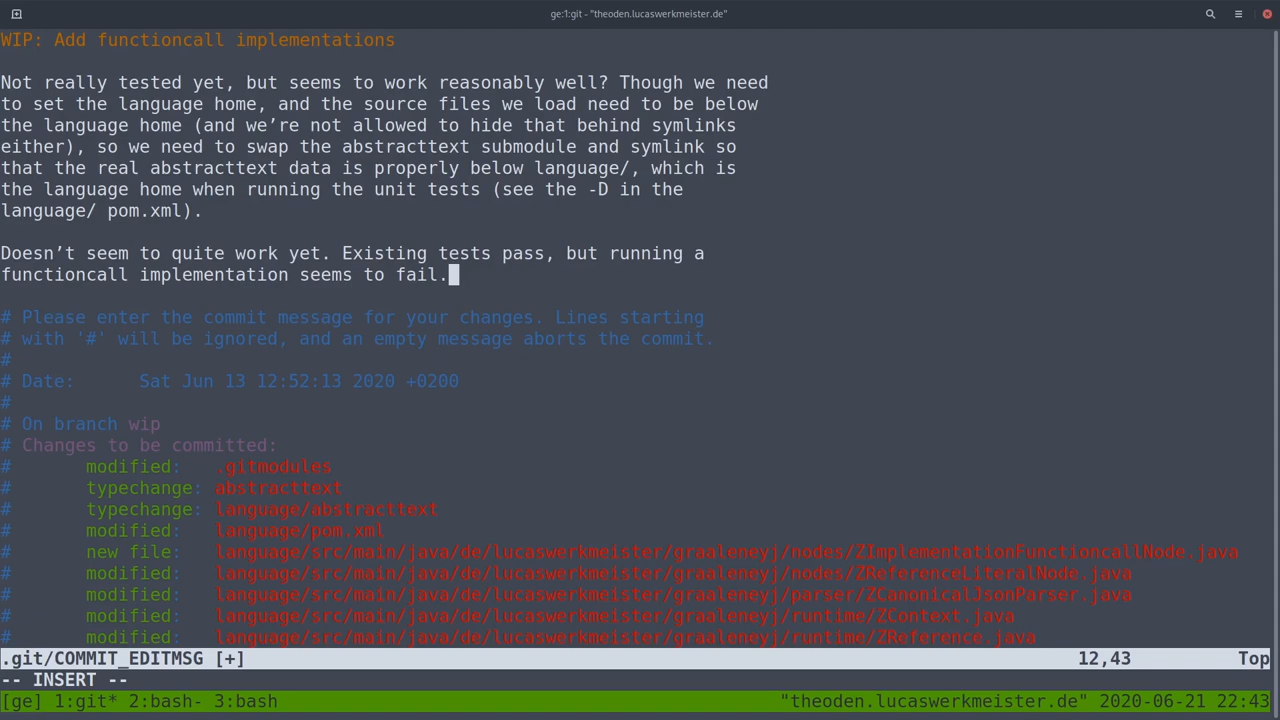 ge:1:git - "theoden.lucaswerkmeister.de"
WIP: Add functioncall implementations
Not really tested yet, but seems to work reasonably well? Though we need
to set the language home, and the source files we load need to be below
the language home (and we’re not allowed to hide that behind symlinks
either), so we need to swap the abstracttext submodule and symlink so
that the real abstracttext data is properly below language/, which is
the language home when running the unit tests (see the -D in the
language/ pom.xml).
Doesn’t seem to quite work yet. Existing tests pass, but running a
functioncall implementation seems to fail.
# Please enter the commit message for your changes. Lines starting
# with '#' will be ignored, and an empty message aborts the commit.
#
# Date:      Sat Jun 13 12:52:13 2020 +0200
#
# On branch wip
# Changes to be committed:
#       modified:   .gitmodules
#       typechange: abstracttext
#       typechange: language/abstracttext
#       modified:   language/pom.xml
#       new file:   language/src/main/java/de/lucaswerkmeister/graaleneyj/nodes/ZImplementationFunctioncallNode.java
#       modified:   language/src/main/java/de/lucaswerkmeister/graaleneyj/nodes/ZReferenceLiteralNode.java
#       modified:   language/src/main/java/de/lucaswerkmeister/graaleneyj/parser/ZCanonicalJsonParser.java
#       modified:   language/src/main/java/de/lucaswerkmeister/graaleneyj/runtime/ZContext.java
#       modified:   language/src/main/java/de/lucaswerkmeister/graaleneyj/runtime/ZReference.java
.git/COMMIT_EDITMSG [+] 12,43 Top
-- INSERT --
[ge] 1:git* 2:bash- 3:bash "theoden.lucaswerkmeister.de" 2020-06-21 22:43